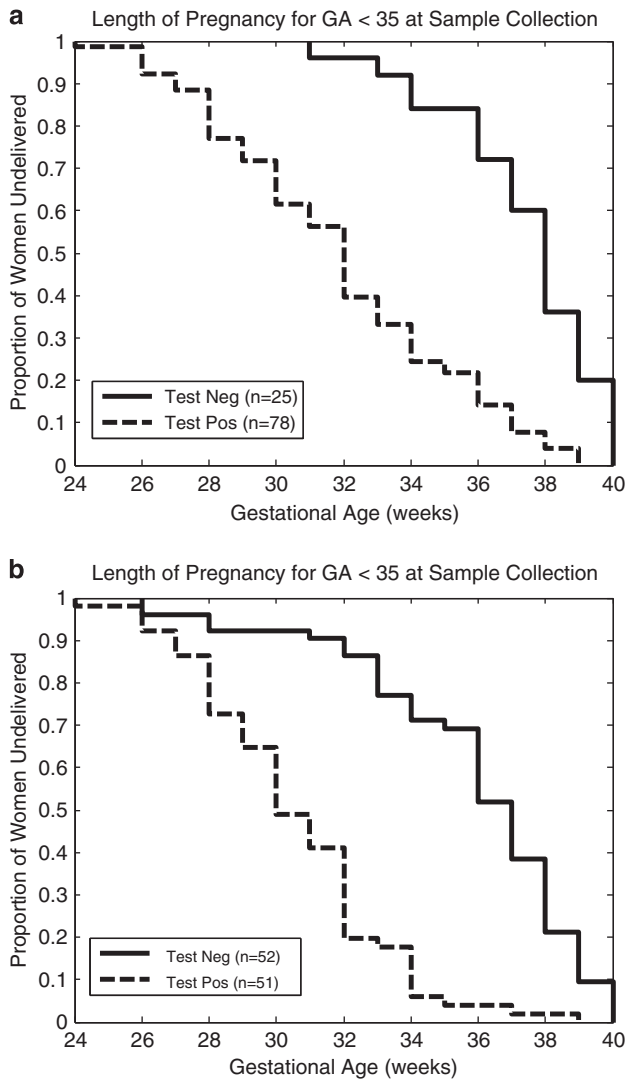 a
Length of Pregnancy for GA < 35 at Sample Collection
Proportion of Women Undelivered
1
0.9
0.8
0.7
0.6
0.5
0.4
0.3
0.2
0.1
0
Test Neg (n=25)
Test Pos (n=78)
24 26 28 30 32 34 36 38 40
Gestational Age (weeks)
b
Length of Pregnancy for GA < 35 at Sample Collection
Proportion of Women Undelivered
1
0.9
0.8
0.7
0.6
0.5
0.4
0.3
0.2
0.1
0
Test Neg (n=52)
Test Pos (n=51)
24 26 28 30 32 34 36 38 40
Gestational Age (weeks)